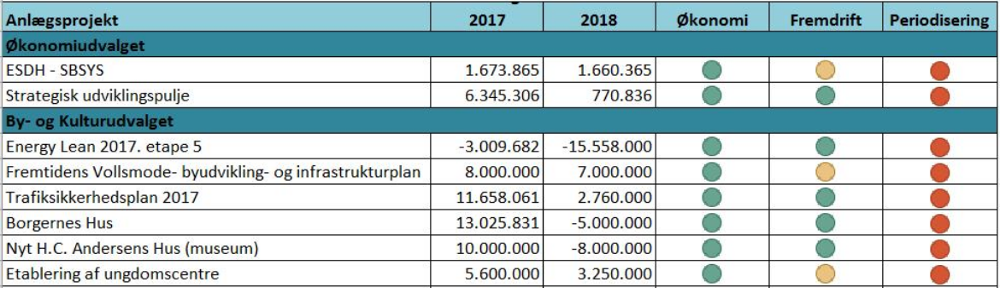 Anlægsprojekt 2017 2018 Økonomi Fremdrift Periodisering
Økonomiudvalget
ESDH - SBSYS 1.673.865 1.660.365
Strategisk udviklingspulje 6.345.306 770.836
By- og Kulturudvalget
Energy Lean 2017. etape 5 -3.009.682 -15.558.000
Fremtidens Vollsmode- byudvikling- og infrastrukturplan 8.000.000 7.000.000
Trafiksikkerhedsplan 2017 11.658.061 2.760.000
Borgernes Hus 13.025.831 -5.000.000
Nyt H.C. Andersens Hus (museum) 10.000.000 -8.000.000
Etablering af ungdomscentre 5.600.000 3.250.000